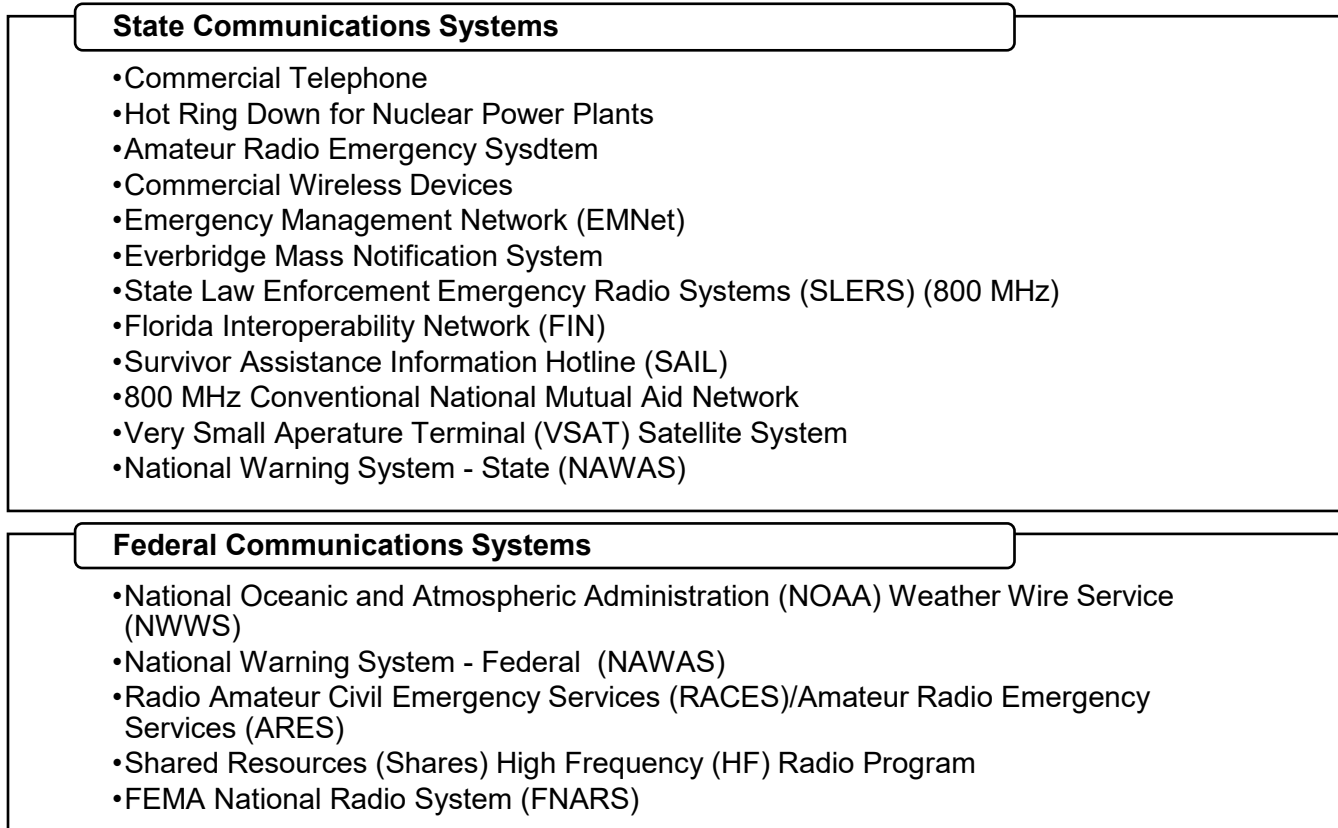 State Communications Systems
•Commercial Telephone
•Hot Ring Down for Nuclear Power Plants
•Amateur Radio Emergency Sysdtem
•Commercial Wireless Devices
•Emergency Management Network (EMNet)
•Everbridge Mass Notification System
•State Law Enforcement Emergency Radio Systems (SLERS) (800 MHz)
•Florida Interoperability Network (FIN)
•Survivor Assistance Information Hotline (SAIL)
•800 MHz Conventional National Mutual Aid Network
•Very Small Aperature Terminal (VSAT) Satellite System
•National Warning System - State (NAWAS)
Federal Communications Systems
•National Oceanic and Atmospheric Administration (NOAA) Weather Wire Service
(NWWS)
•National Warning System - Federal  (NAWAS)
•Radio Amateur Civil Emergency Services (RACES)/Amateur Radio Emergency
Services (ARES)
•Shared Resources (Shares) High Frequency (HF) Radio Program
•FEMA National Radio System (FNARS)